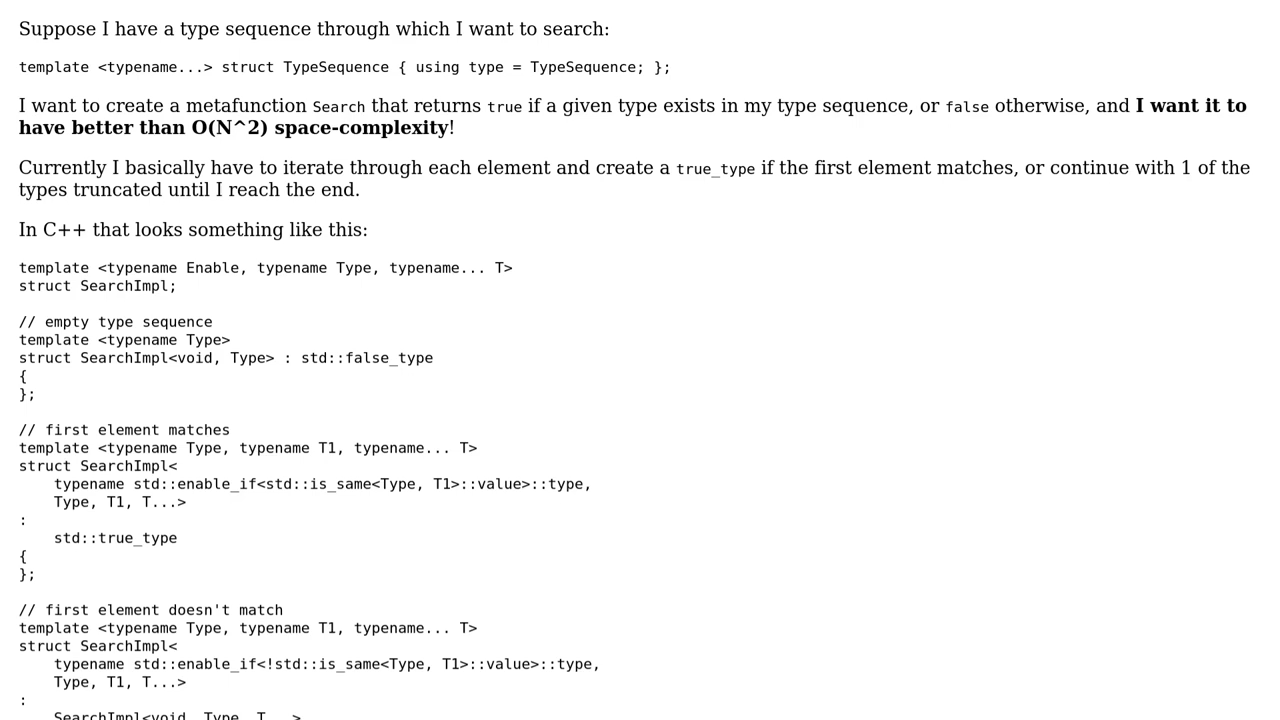 Suppose I have a type sequence through which I want to search:
template <typename...> struct TypeSequence { using type = TypeSequence; };
I want to create a metafunction Search that returns true if a given type exists in my type sequence, or false otherwise, and I want it to
have better than O(N^2) space-complexity!
Currently I basically have to iterate through each element and create a true_type if the first element matches, or continue with 1 of the
types truncated until I reach the end.
In C++ that looks something like this:
template <typename Enable, typename Type, typename... T>
struct SearchImpl;
// empty type sequence
template <typename Type>
struct SearchImpl<void, Type> : std::false_type
{
};
// first element matches
template <typename Type, typename T1, typename... T>
struct SearchImpl<
    typename std::enable_if<std::is_same<Type, T1>::value>::type,
    Type, T1, T...>
:
    std::true_type
{
};
// first element doesn't match
template <typename Type, typename T1, typename... T>
struct SearchImpl<
    typename std::enable_if<!std::is_same<Type, T1>::value>::type,
    Type, T1, T...>
:
    SearchImpl<void, Type, T...>